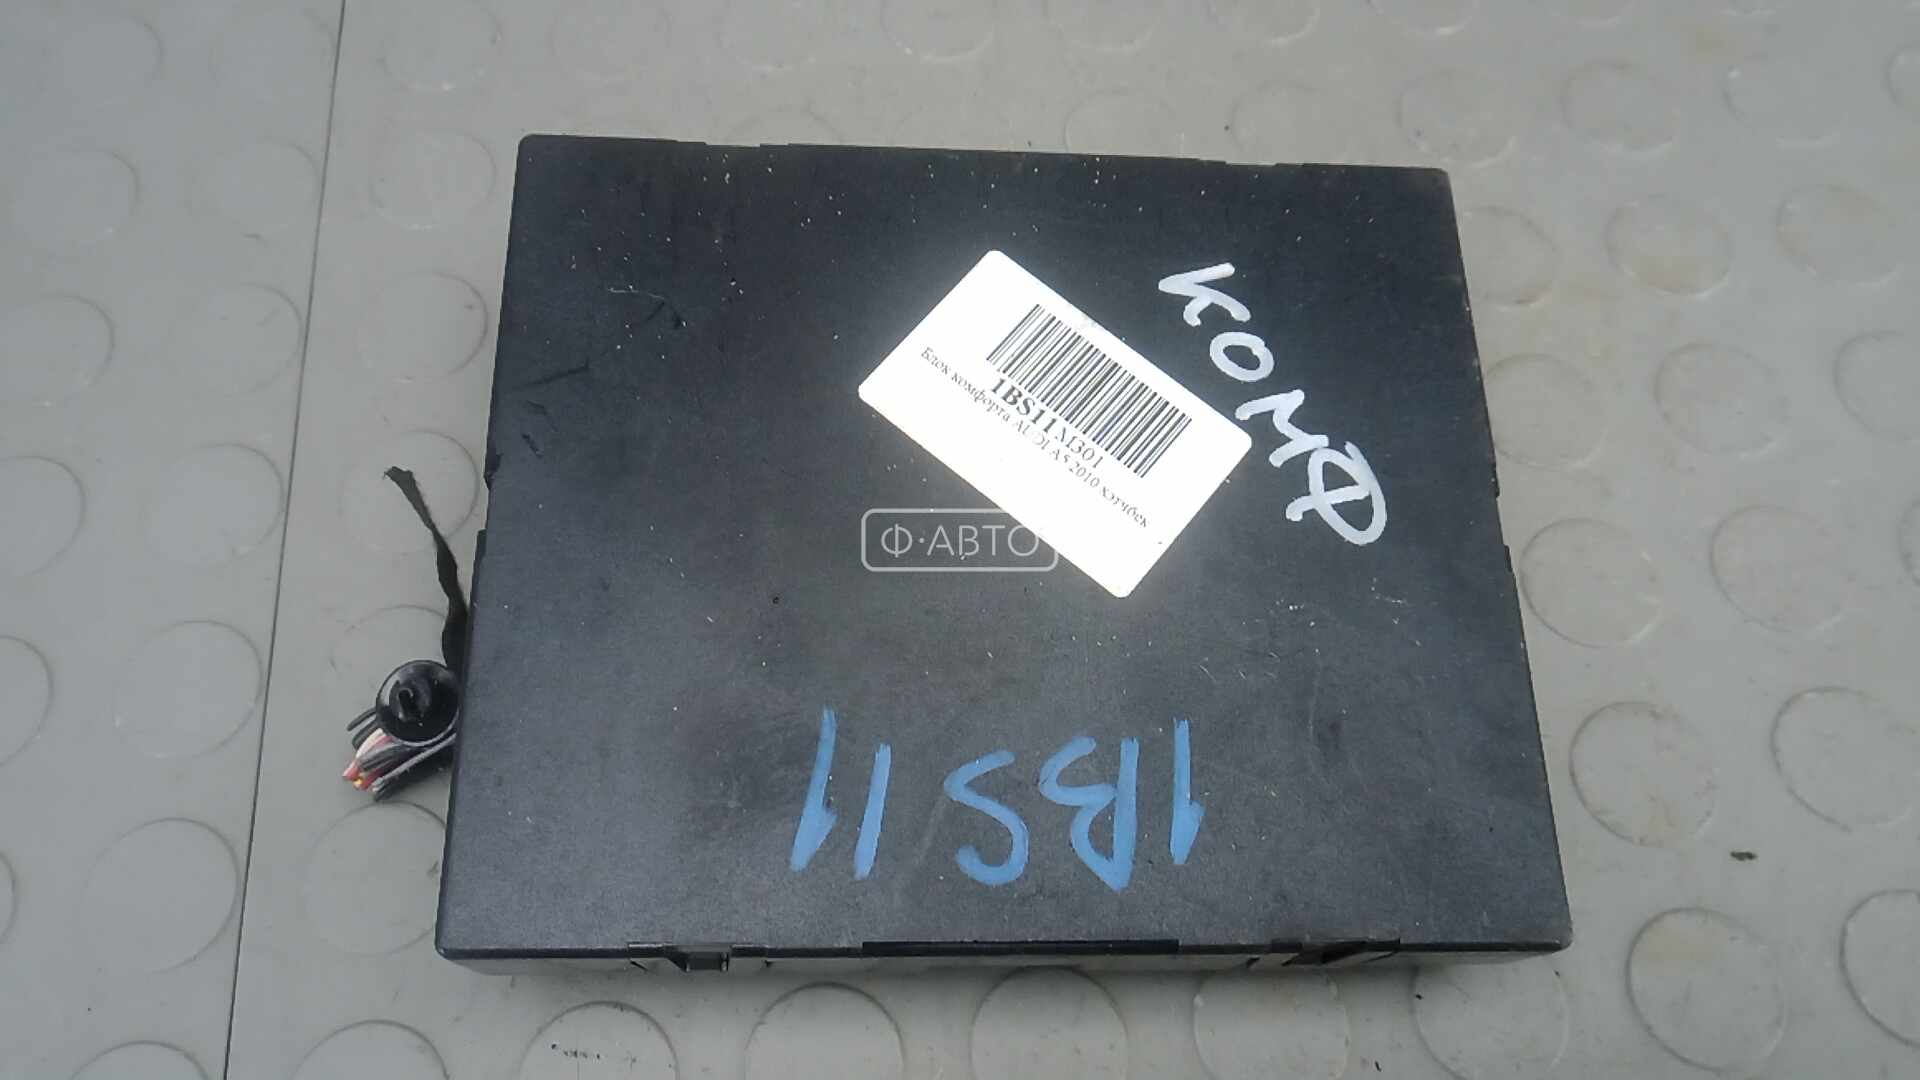 КОМФ
1BS11M301
Блок комфорта AUDI A5 2010 хэтчбек
Ф·АВТО
1BS11